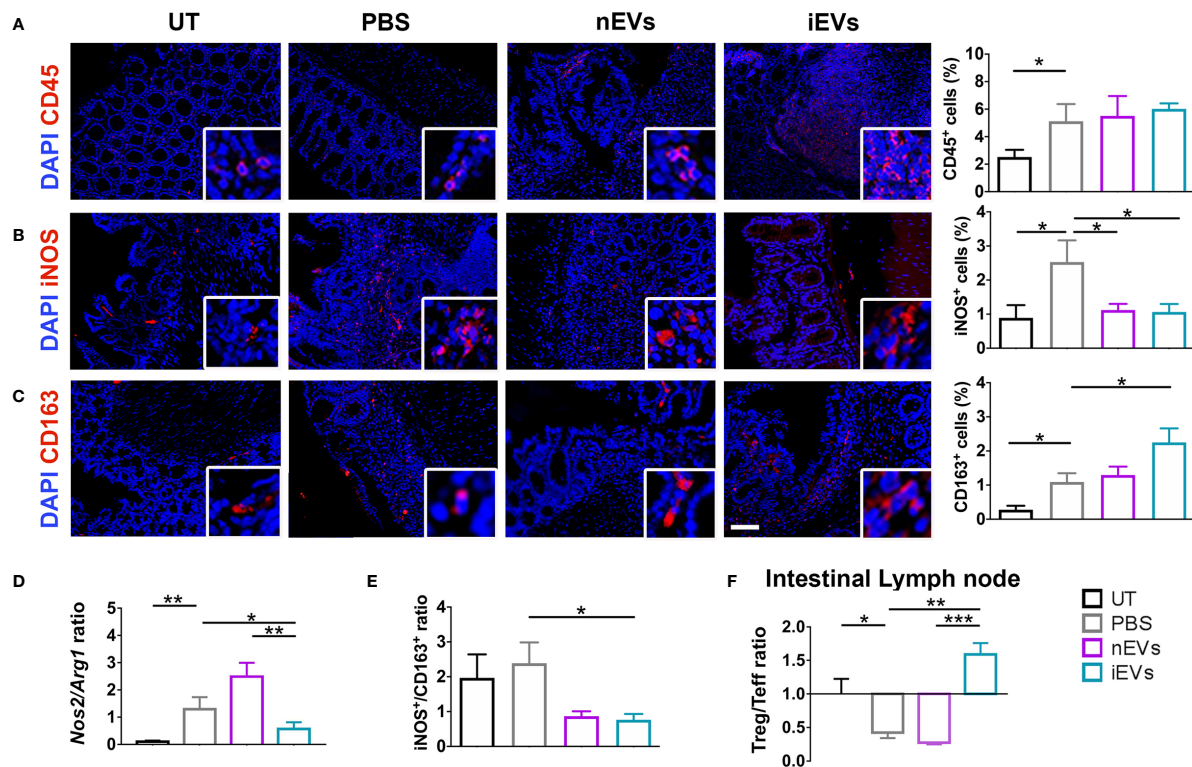 UT PBS nEVs iEVs
A
DAPI CD45
CD45+ cells (%)
10
8
6
4
2
0
*
B
DAPI iNOS
iNOS+ cells (%)
4
3
2
1
0
* * *
C
DAPI CD163
CD163+ cells (%)
4
3
2
1
0
* *
D
Nos2/Arg1 ratio
5
4
3
2
1
0
** * **
E
iNOS+/CD163+ ratio
4
3
2
1
0
*
F
Intestinal Lymph node
Treg/Teff ratio
2.0
1.5
1.0
0.5
0.0
* ** ***
UT
PBS
nEVs
iEVs